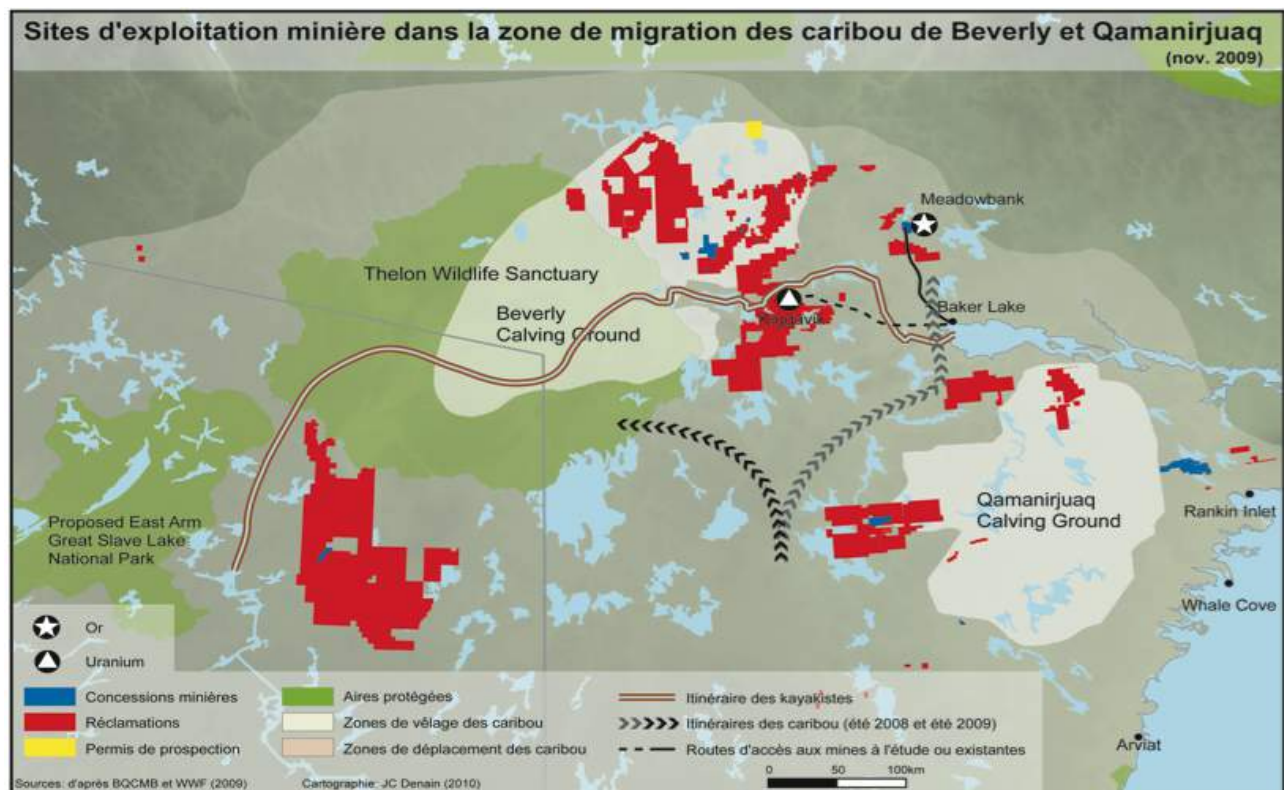 Sites d'exploitation minière dans la zone de migration des caribou de Beverly et Qamanirjuaq
(nov. 2009)
Meadowbank
Thelon Wildlife Sanctuary
Beverly
Calving Ground
Baker Lake
Qamanirjuaq
Calving Ground
Rankin Inlet
Proposed East Arm
Great Slave Lake
National Park
Whale Cove
Arviat
Or
Uranium
Concessions minières
Réclamations
Permis de prospection
Aires protégées
Zones de vêlage des caribou
Zones de déplacement des caribou
Itinéraire des kayakistes
Itinéraires des caribou (été 2008 et été 2009)
Routes d'accès aux mines à l'étude ou existantes
0 50 100km
Sources: d'après BQCMB et WWF (2009)
Cartographie: JC Denain (2010)